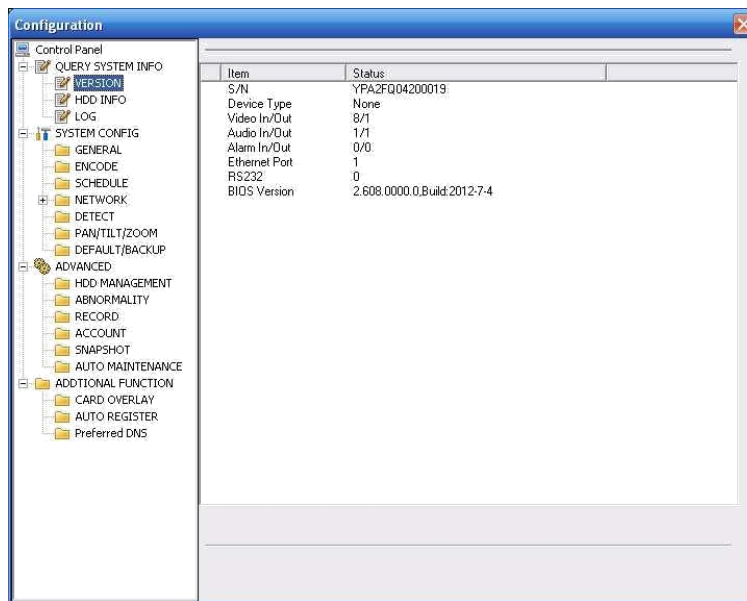 Configuration
Control Panel
QUERY SYSTEM INFO
VERSION
HDD INFO
LOG
SYSTEM CONFIG
GENERAL
ENCODE
SCHEDULE
NETWORK
DETECT
PAN/TILT/ZOOM
DEFAULT/BACKUP
ADVANCED
HDD MANAGEMENT
ABNORMALITY
RECORD
ACCOUNT
SNAPSHOT
AUTO MAINTENANCE
ADDTIONAL FUNCTION
CARD OVERLAY
AUTO REGISTER
Preferred DNS
Item Status
S/N YPA2FQ04200019
Device Type None
Video In/Out 8/1
Audio In/Out 1/1
Alarm In/Out 0/0
Ethernet Port 1
RS232 0
BIOS Version 2.608.0000.0,Build:2012-7-4